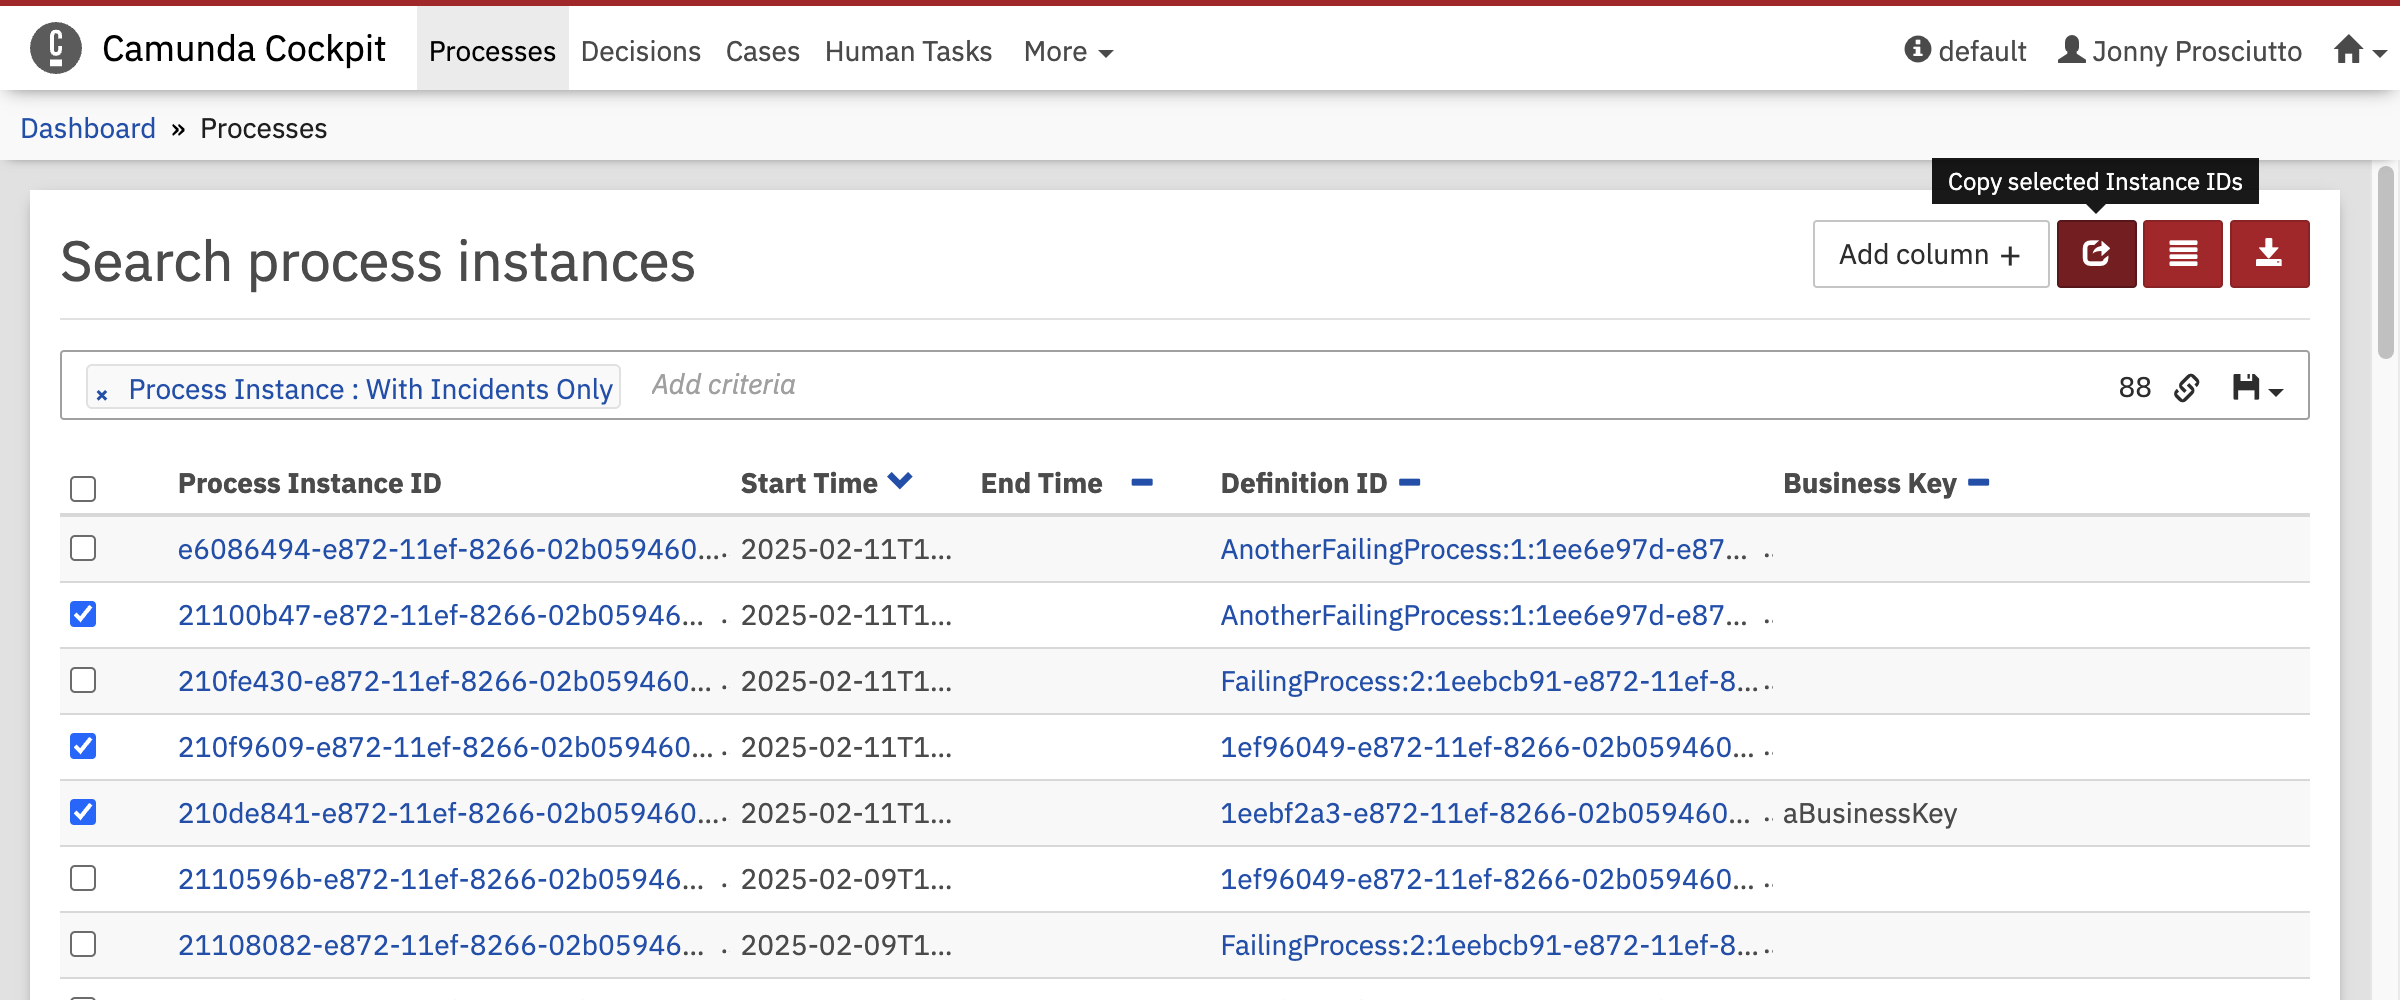 Camunda Cockpit Processes Decisions Cases Human Tasks More default Jonny Prosciutto
Dashboard » Processes
Copy selected Instance IDs
Search process instances Add column +
× Process Instance : With Incidents Only Add criteria 88
Process Instance ID Start Time End Time Definition ID Business Key
e6086494-e872-11ef-8266-02b059460... 2025-02-11T1... AnotherFailingProcess:1:1ee6e97d-e87...
21100b47-e872-11ef-8266-02b05946... 2025-02-11T1... AnotherFailingProcess:1:1ee6e97d-e87...
210fe430-e872-11ef-8266-02b059460... 2025-02-11T1... FailingProcess:2:1eebcb91-e872-11ef-8...
210f9609-e872-11ef-8266-02b059460... 2025-02-11T1... 1ef96049-e872-11ef-8266-02b059460...
210de841-e872-11ef-8266-02b059460... 2025-02-11T1... 1eebf2a3-e872-11ef-8266-02b059460... aBusinessKey
2110596b-e872-11ef-8266-02b05946... 2025-02-09T1... 1ef96049-e872-11ef-8266-02b059460...
21108082-e872-11ef-8266-02b05946... 2025-02-09T1... FailingProcess:2:1eebcb91-e872-11ef-8...